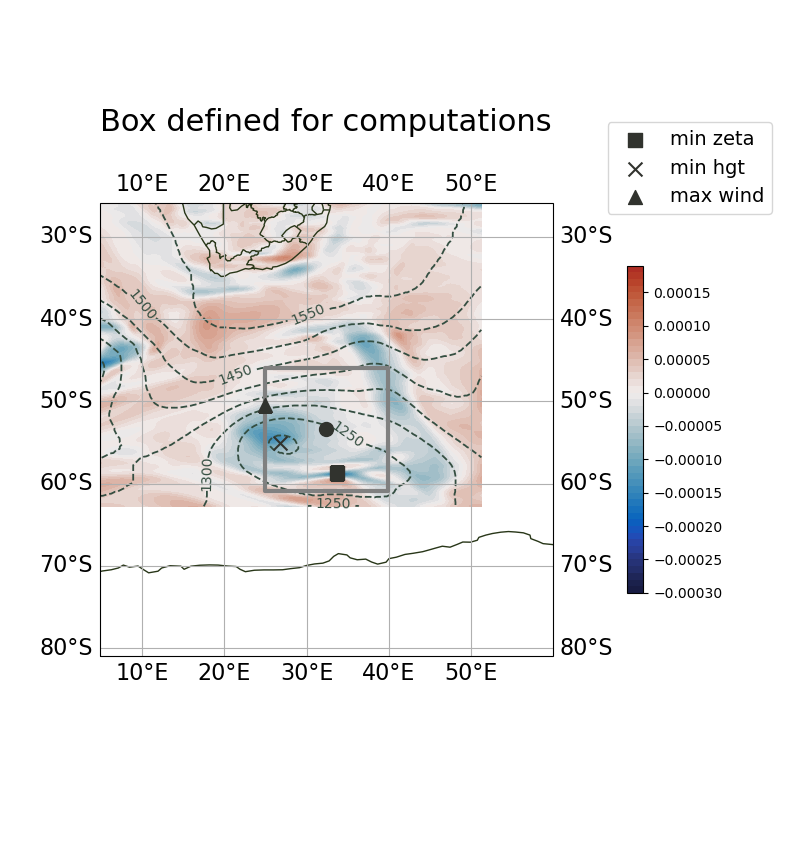 Box defined for computations
min zeta
min hgt
max wind
10°E 20°E 30°E 40°E 50°E
30°S 30°S
40°S 40°S
50°S 50°S
60°S 60°S
70°S 70°S
80°S 80°S
10°E 20°E 30°E 40°E 50°E
1500
1550
1450
1250
1300
1250
0.00015
0.00010
0.00005
0.00000
−0.00005
−0.00010
−0.00015
−0.00020
−0.00025
−0.00030